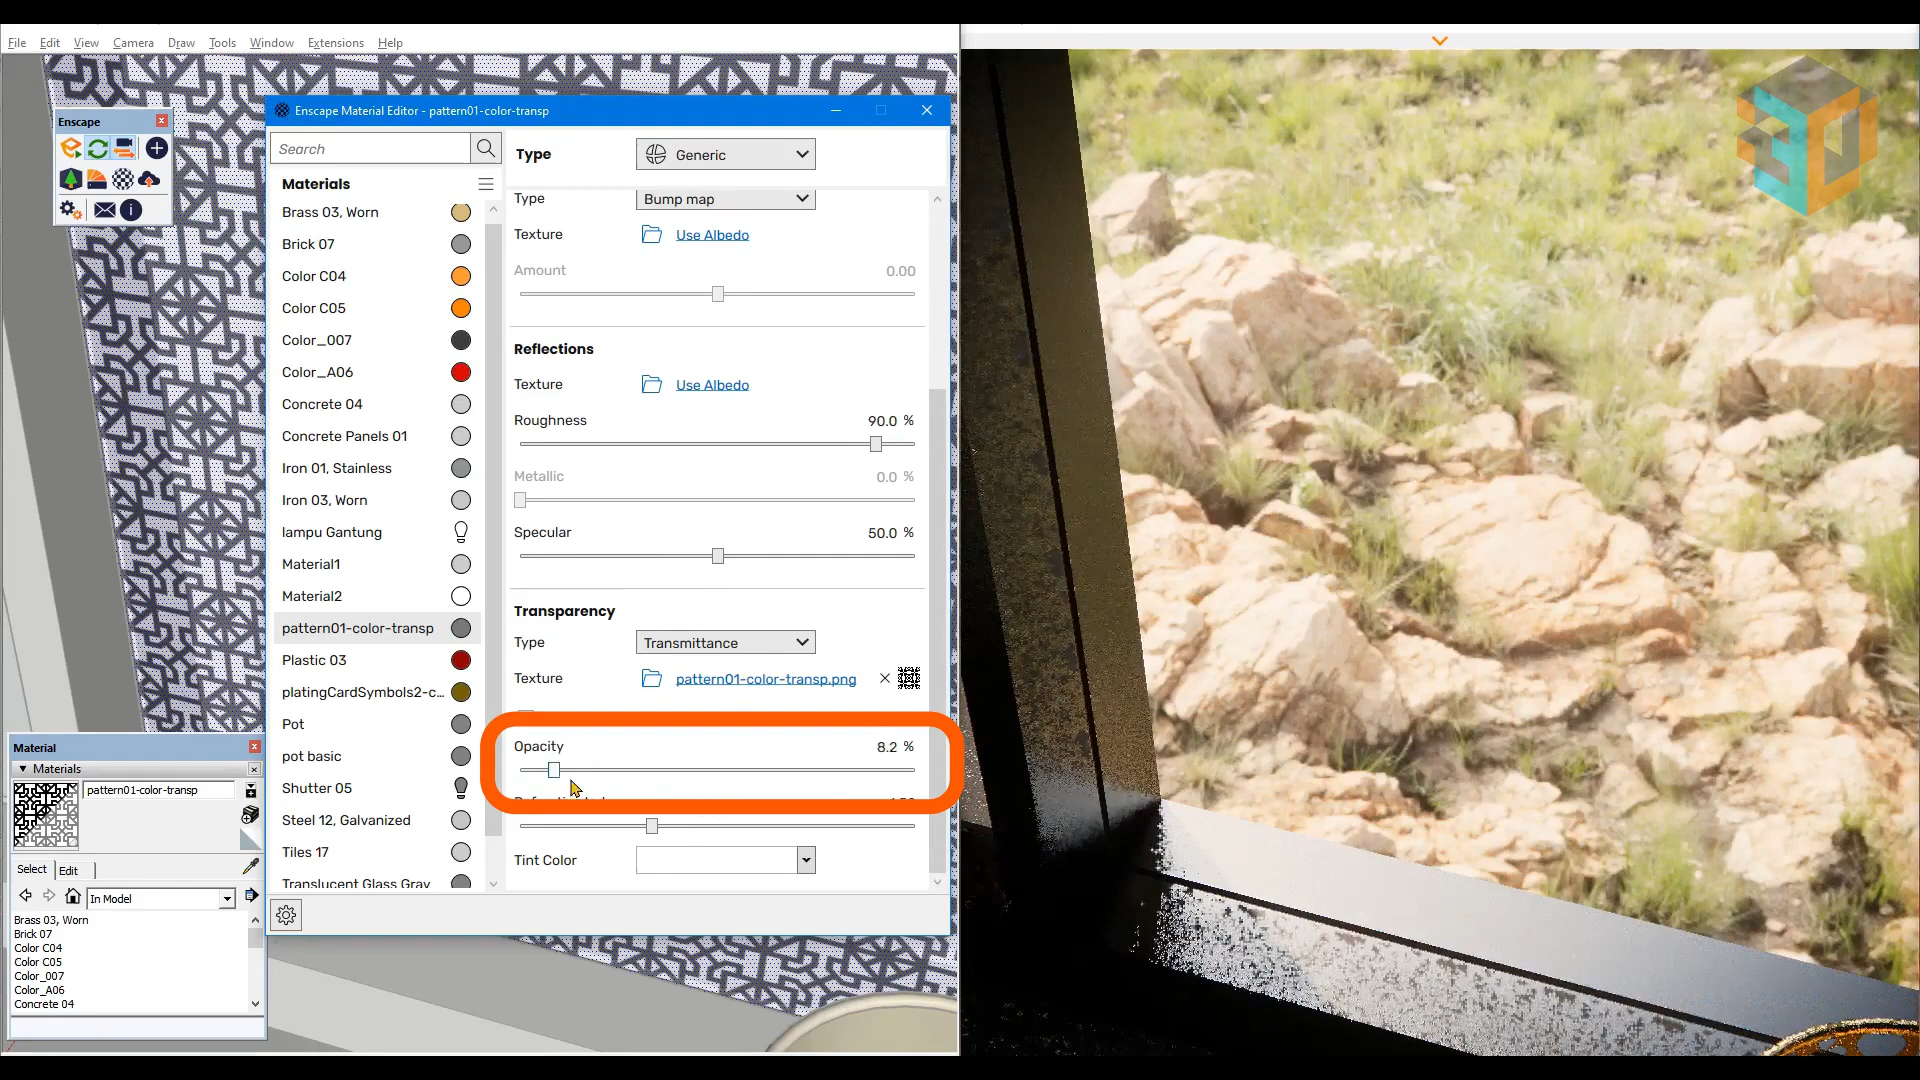 File Edit View Camera Draw Tools Window Extensions Help
Enscape
Enscape Material Editor - pattern01-color-transp
Search
Materials
Brass 03, Worn
Brick 07
Color C04
Color C05
Color_007
Color_A06
Concrete 04
Concrete Panels 01
Iron 01, Stainless
Iron 03, Worn
lampu Gantung
Material1
Material2
pattern01-color-transp
Plastic 03
platingCardSymbols2-c...
Pot
pot basic
Shutter 05
Steel 12, Galvanized
Tiles 17
Translucent Glass Gray
Type Generic
Type Bump map
Texture Use Albedo
Amount 0.00
Reflections
Texture Use Albedo
Roughness 90.0 %
Metallic 0.0 %
Specular 50.0 %
Transparency
Type Transmittance
Texture pattern01-color-transp.png
Opacity 8.2 %
Tint Color
Material
Materials
pattern01-color-transp
Select Edit
In Model
Brass 03, Worn
Brick 07
Color C04
Color C05
Color_007
Color_A06
Concrete 04